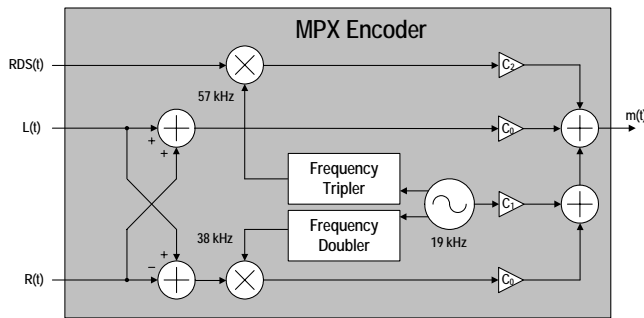 MPX Encoder
RDS(t)
C₂
57 kHz
L(t)
+
+
C₀
m(t)
Frequency
Tripler
C₁
Frequency
Doubler
38 kHz
19 kHz
+
−
R(t)
C₀